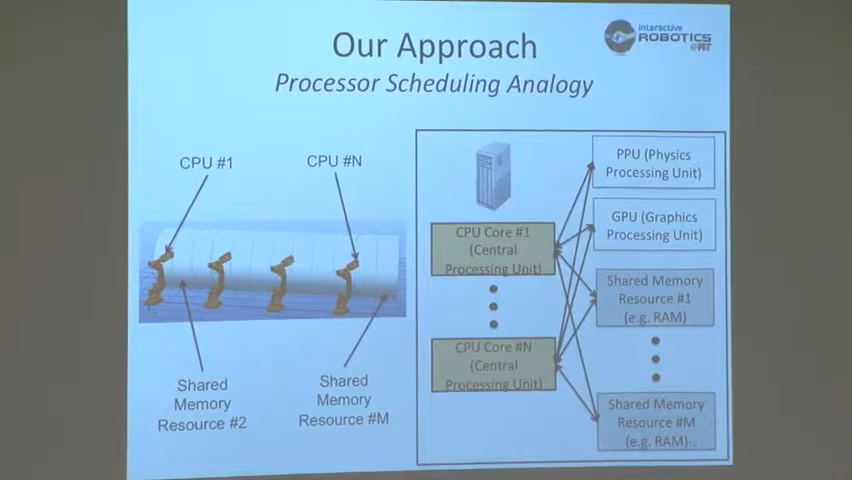 Our Approach
Processor Scheduling Analogy
Interactive
ROBOTICS
CPU #1
CPU #N
Shared
Memory
Resource #2
Shared
Memory
Resource #M
CPU Core #1
(Central
Processing Unit)
CPU Core #N
(Central
Processing Unit)
PPU (Physics
Processing Unit)
GPU (Graphics
Processing Unit)
Shared Memory
Resource #1
(e.g. RAM)
Shared Memory
Resource #M
(e.g. RAM)